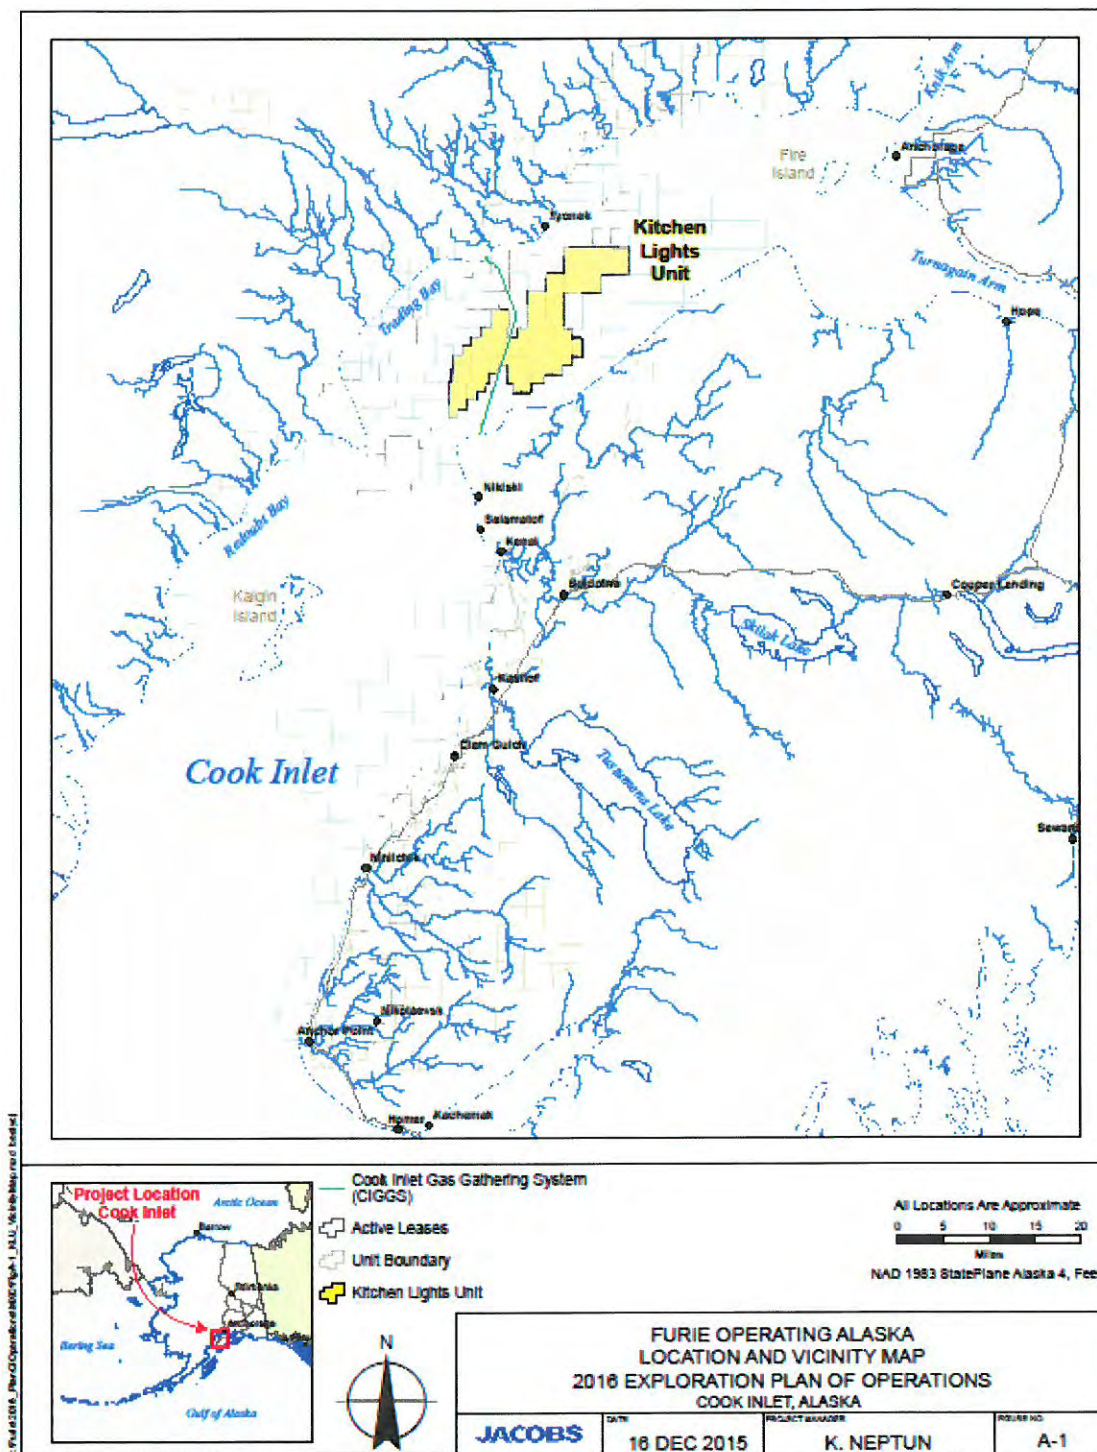 Knik Arm
Anchorage
Fire
Island
Tyonek
Kitchen
Lights
Unit
Turnagain Arm
Trading Bay
Hope
Nikiski
Salamatof
Redoubt Bay
Kenai
Soldotna
Cooper Landing
Kalgin
Island
Skilak Lake
Kasilof
Clam Gulch
Cook Inlet
Tustumena Lake
Seward
Ninilchik
Nikolaevsk
Anchor Point
Homer
Kachemak
Project Location
Cook Inlet
Arctic Ocean
Barrow
Fairbanks
Anchorage
Bering Sea
Gulf of Alaska
Cook Inlet Gas Gathering System
(CIGGS)
Active Leases
Unit Boundary
Kitchen Lights Unit
N
All Locations Are Approximate
0 5 10 15 20
Miles
NAD 1983 StatePlane Alaska 4, Fee
FURIE OPERATING ALASKA
LOCATION AND VICINITY MAP
2016 EXPLORATION PLAN OF OPERATIONS
COOK INLET, ALASKA
JACOBS
DATE
16 DEC 2015
PROJECT MANAGER
K. NEPTUN
FIGURE NO
A-1